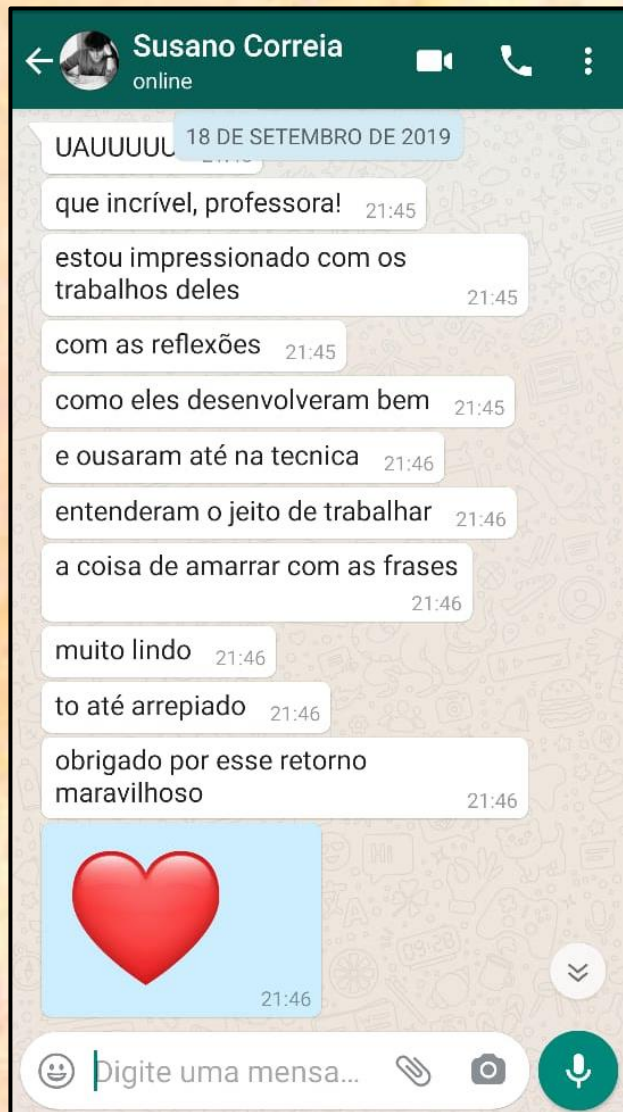 Susano Correia
online
18 DE SETEMBRO DE 2019
UAUUUUU
que incrível, professora! 21:45
estou impressionado com os
trabalhos deles 21:45
com as reflexões 21:45
como eles desenvolveram bem 21:45
e ousaram até na tecnica 21:46
entenderam o jeito de trabalhar 21:46
a coisa de amarrar com as frases
21:46
muito lindo 21:46
to até arrepiado 21:46
obrigado por esse retorno
maravilhoso 21:46
21:46
Digite uma mensa...